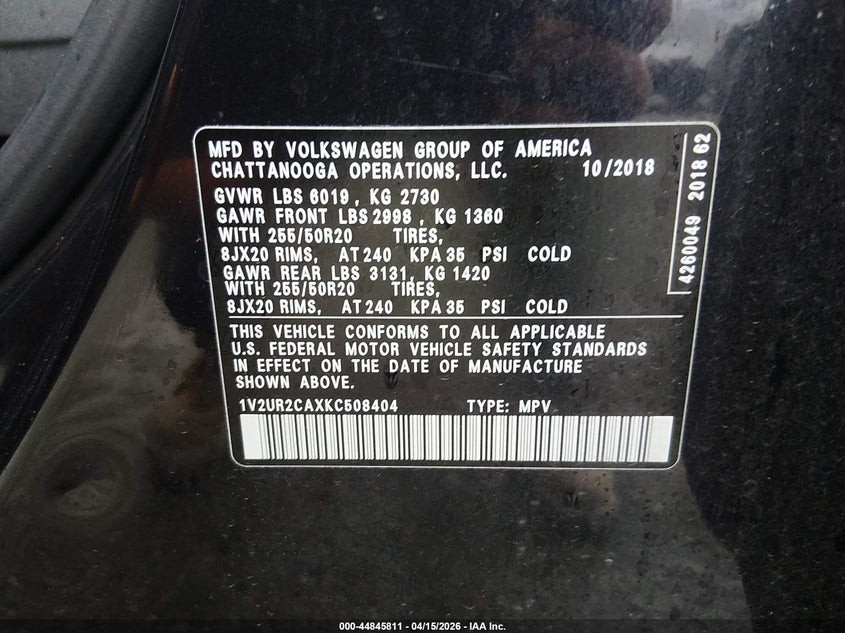 MFD BY VOLKSWAGEN GROUP OF AMERICA
CHATTANOOGA OPERATIONS, LLC. 10/2018
GVWR LBS 6019, KG 2730
GAWR FRONT LBS 2998, KG 1360
WITH 255/50R20 TIRES,
8JX20 RIMS, AT 240 KPA 35 PSI COLD
GAWR REAR LBS 3131, KG 1420
WITH 255/50R20 TIRES,
8JX20 RIMS, AT 240 KPA 35 PSI COLD
THIS VEHICLE CONFORMS TO ALL APPLICABLE
U.S. FEDERAL MOTOR VEHICLE SAFETY STANDARDS
IN EFFECT ON THE DATE OF MANUFACTURE
SHOWN ABOVE.
1V2UR2CAXKC508404 TYPE: MPV
4260049 2018 62
000-44845811 - 04/15/2026 - IAA Inc.